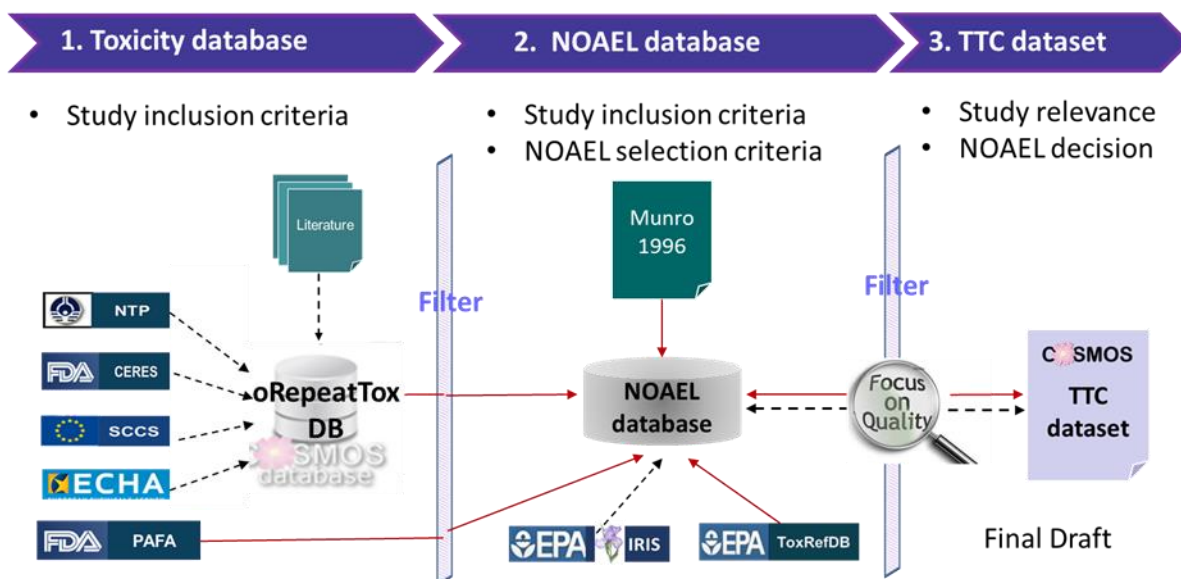 1. Toxicity database
2. NOAEL database
3. TTC dataset
• Study inclusion criteria
• Study inclusion criteria
• NOAEL selection criteria
• Study relevance
• NOAEL decision
Literature
Munro
1996
Filter
Filter
NTP
FDA CERES
SCCS
ECHA
FDA PAFA
oRepeatTox
DB
COSMOS
database
NOAEL
database
EPA IRIS
EPA ToxRefDB
Focus
on
Quality
COSMOS
TTC
dataset
Final Draft